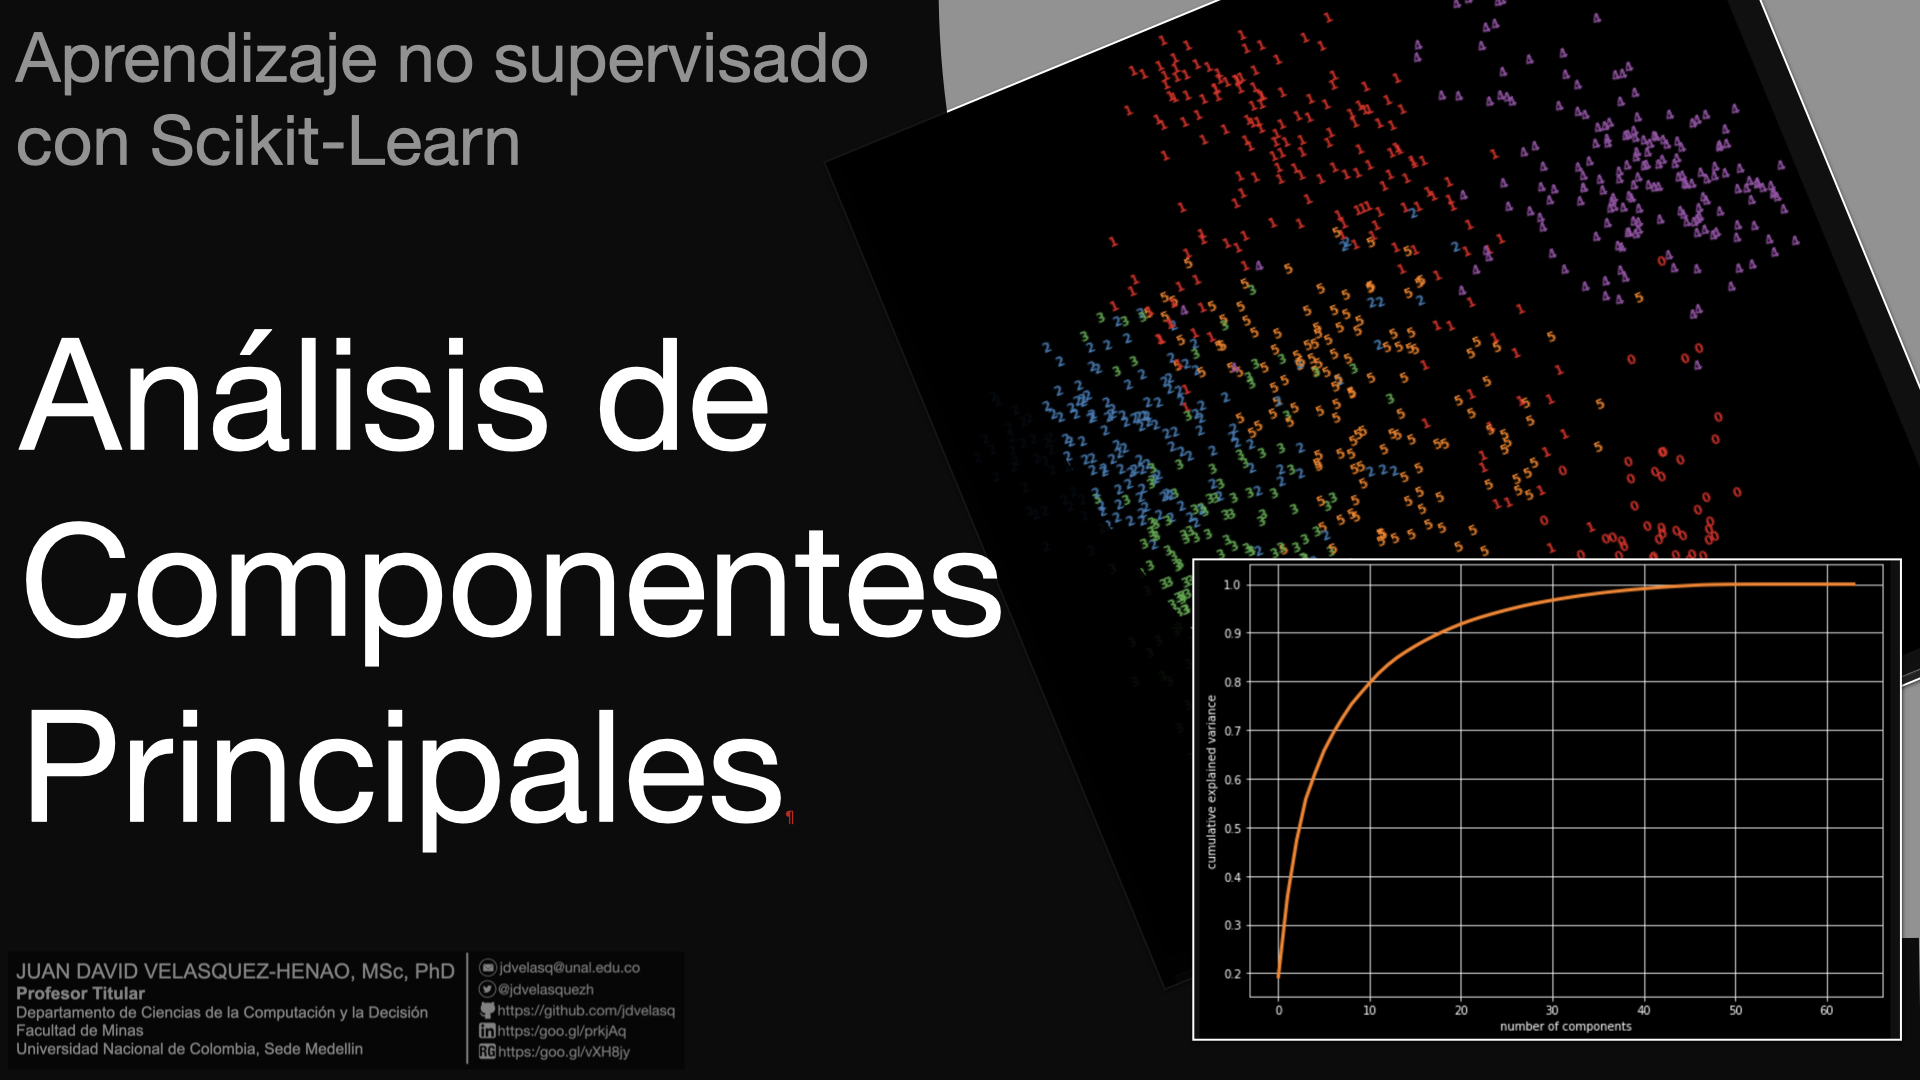 Aprendizaje no supervisado
con Scikit-Learn
Análisis de
Componentes
Principales¶
JUAN DAVID VELASQUEZ-HENAO, MSc, PhD
Profesor Titular
Departamento de Ciencias de la Computación y la Decisión
Facultad de Minas
Universidad Nacional de Colombia, Sede Medellin
jdvelasq@unal.edu.co
@jdvelasquezh
https://github.com/jdvelasq
in https:/goo.gl/prkjAq
RG https:/goo.gl/vXH8jy
cumulative explained variance
1.0
0.9
0.8
0.7
0.6
0.5
0.4
0.3
0.2
0 10 20 30 40 50 60
number of components